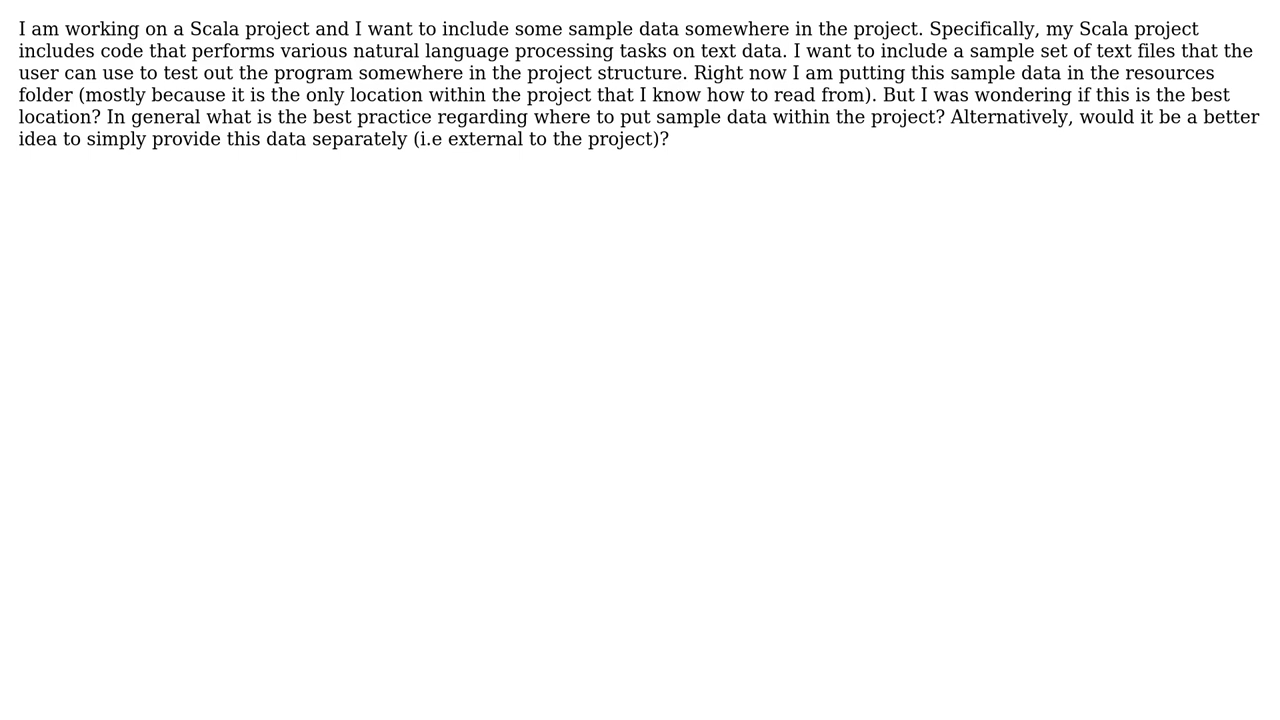 I am working on a Scala project and I want to include some sample data somewhere in the project. Specifically, my Scala project
includes code that performs various natural language processing tasks on text data. I want to include a sample set of text files that the
user can use to test out the program somewhere in the project structure. Right now I am putting this sample data in the resources
folder (mostly because it is the only location within the project that I know how to read from). But I was wondering if this is the best
location? In general what is the best practice regarding where to put sample data within the project? Alternatively, would it be a better
idea to simply provide this data separately (i.e external to the project)?